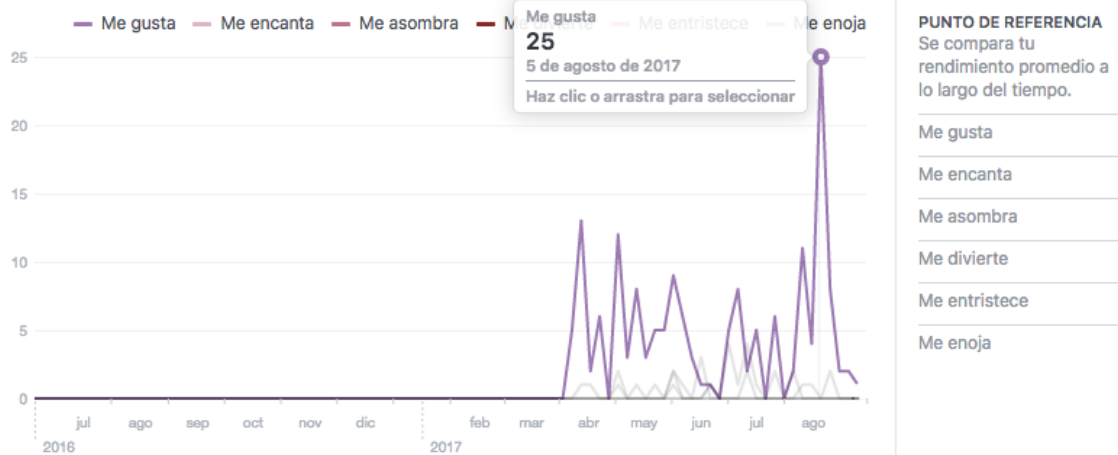 Me gusta
Me encanta
Me asombra
Me entristece
Me enoja
Me gusta
25
5 de agosto de 2017
Haz clic o arrastra para seleccionar
25
20
15
10
5
0
jul
ago
sep
oct
nov
dic
feb
mar
abr
may
jun
jul
ago
2016
2017
PUNTO DE REFERENCIA
Se compara tu
rendimiento promedio a
lo largo del tiempo.
Me gusta
Me encanta
Me asombra
Me divierte
Me entristece
Me enoja